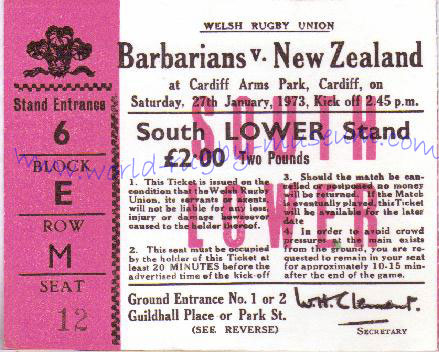 WELSH RUGBY UNION
Barbarians v. New Zealand
at Cardiff Arms Park, Cardiff, on
Saturday, 27th January, 1973, Kick off 2.45 p.m.
Stand Entrance
6
BLOCK
E
ROW
M
SEAT
12
SOUTH
LOWER
South LOWER Stand
£2.00 Two Pounds
1. This Ticket is issued on the
condition that the Welsh Rugby
Union, its servants or agents,
will not be liable for any loss
injury or damage howsoever
caused to the holder thereof.
2. This seat must be occupied
by the holder of this Ticket at
least 20 MINUTES before the
advertised time of the kick-off
3. Should the match be can-
celled or postponed, no money
will be returned. If the Match
is eventually played, this Ticket
will be available for the later
date
4. In order to avoid crowd
pressure at the main exits
from the ground, you are re-
quested to remain in your seat
for approximately 10-15 min-
after the end of the game.
Ground Entrance No. 1 or 2
Guildhall Place or Park St.
(SEE REVERSE)
W.H. Clement.
SECRETARY
www.world-rugby-museum.com